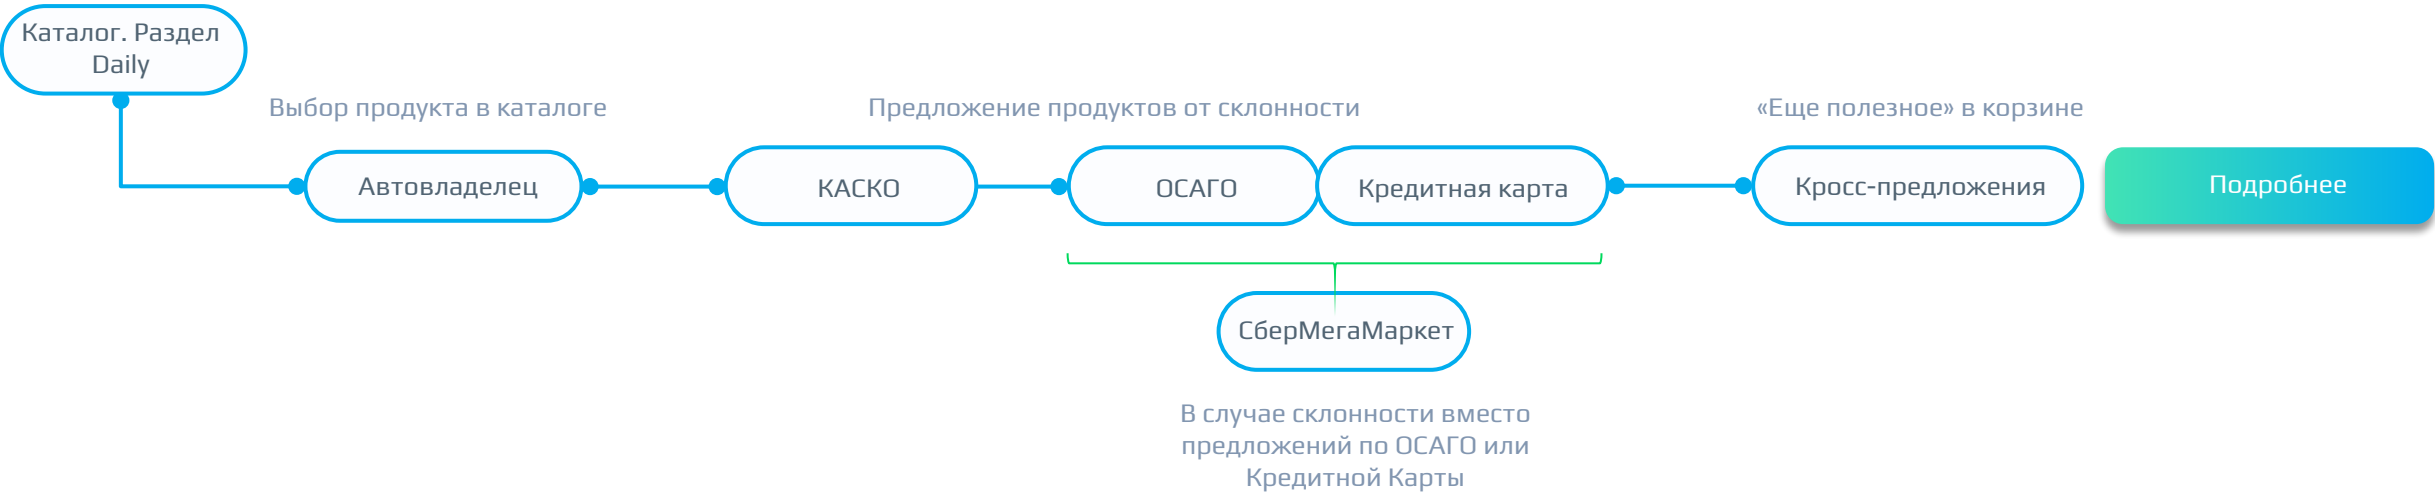 Каталог. Раздел
Daily
Выбор продукта в каталоге
Предложение продуктов от склонности
«Еще полезное» в корзине
Автовладелец
КАСКО
ОСАГО
Кредитная карта
Кросс-предложения
Подробнее
СберМегаМаркет
В случае склонности вместо
предложений по ОСАГО или
Кредитной Карты